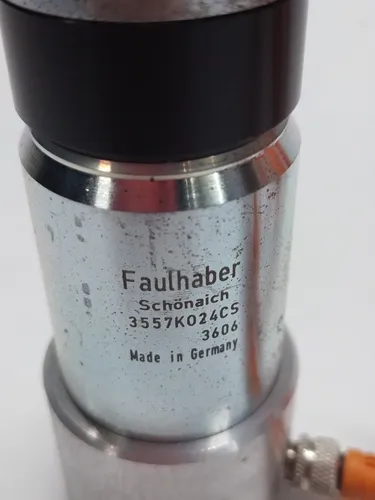 Faulhaber
Schönaich
3557K024CS
3606
Made in Germany